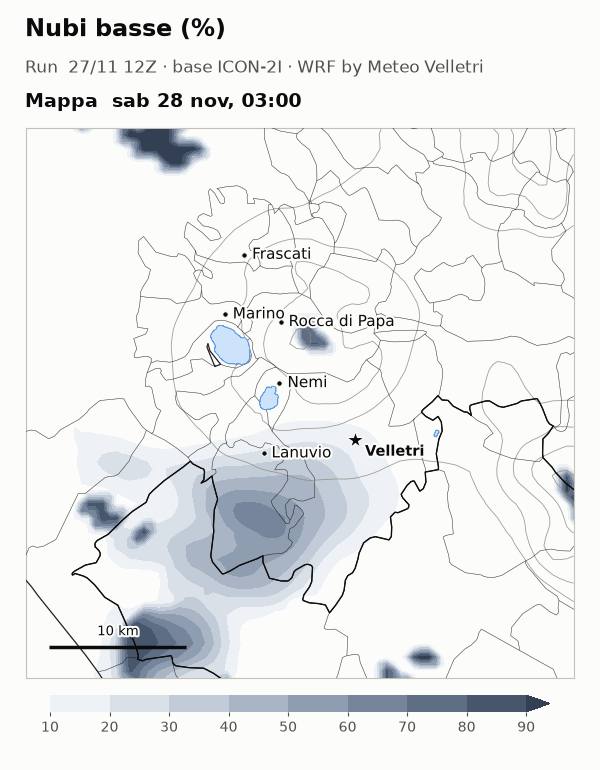 Nubi basse (%)
Run  27/11 12Z · base ICON-2I · WRF by Meteo Velletri
Mappa  sab 28 nov, 03:00
Frascati
Marino
Rocca di Papa
Nemi
Velletri
Lanuvio
10 km
10 20 30 40 50 60 70 80 90